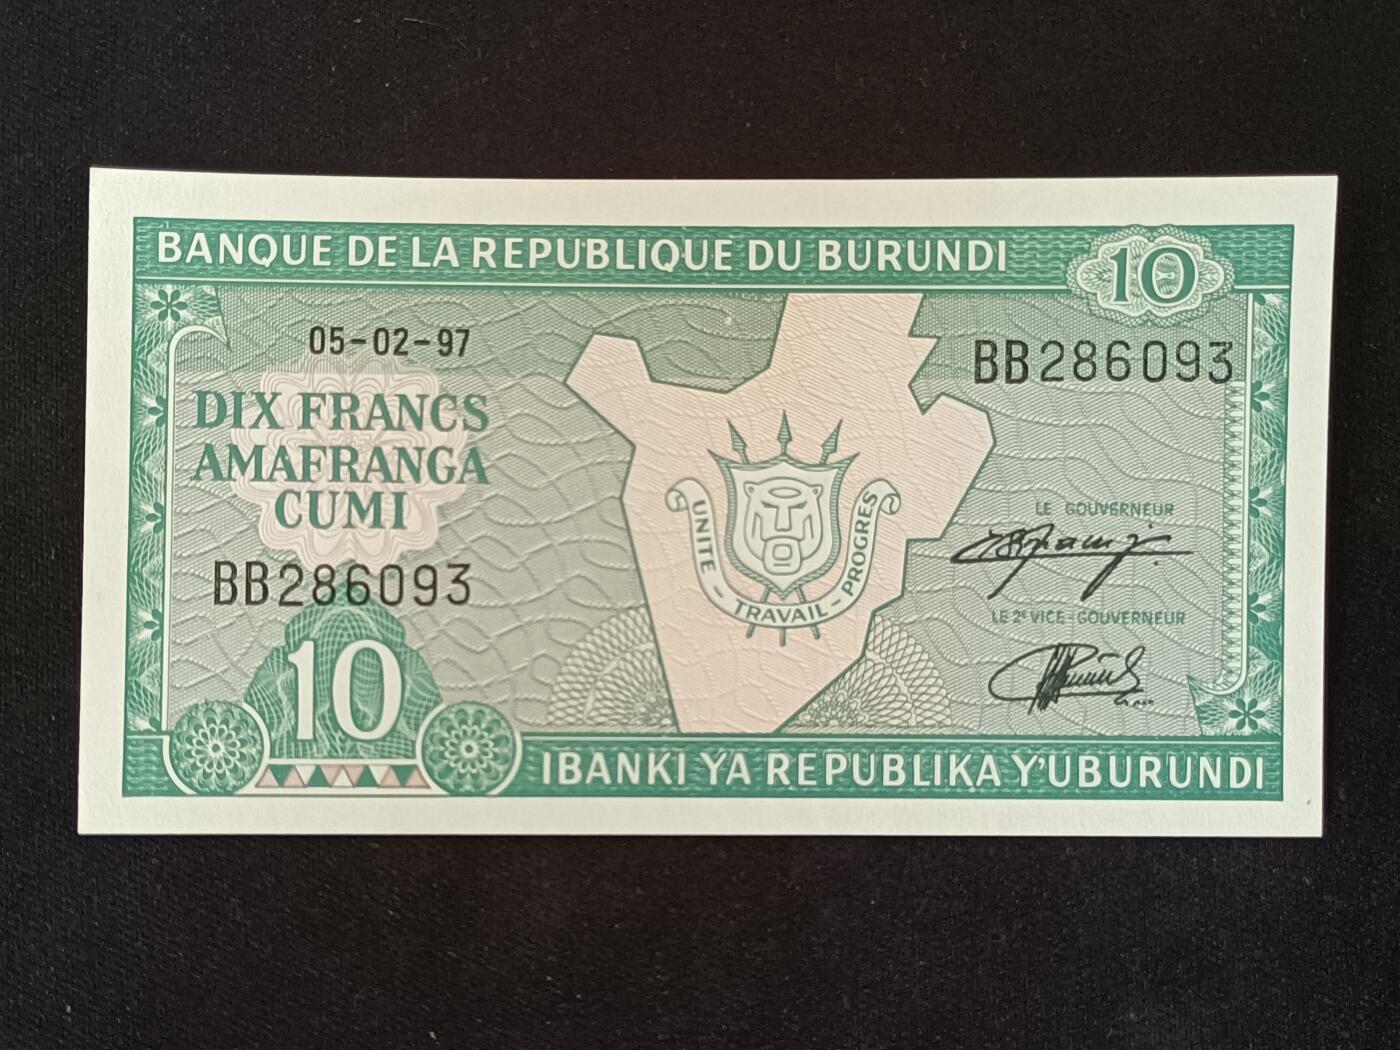 BANQUE DE LA REPUBLIQUE DU BURUNDI
10
05-02-97
BB286093
DIX FRANCS
AMAFRANGA
CUMI
UNITE - TRAVAIL - PROGRES
LE GOUVERNEUR
BB286093
LE 2e VICE-GOUVERNEUR
10
IBANKI YA REPUBLIKA Y'UBURUNDI